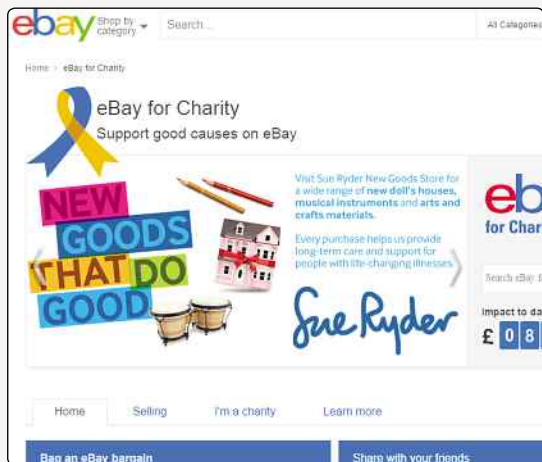 ebay Shop by category Search... All Categories
Home > eBay for Charity
eBay for Charity
Support good causes on eBay
NEW
GOODS
THAT DO
GOOD
Visit Sue Ryder New Goods Store for
a wide range of new doll's houses,
musical instruments and arts and
crafts materials.
Every purchase helps us provide
long-term care and support for
people with life-changing illnesses
Sue Ryder
eb
for Char
Search eBay f
Impact to da
£ 0 8
Home Selling I'm a charity Learn more
Bag an eBay bargain Share with your friends